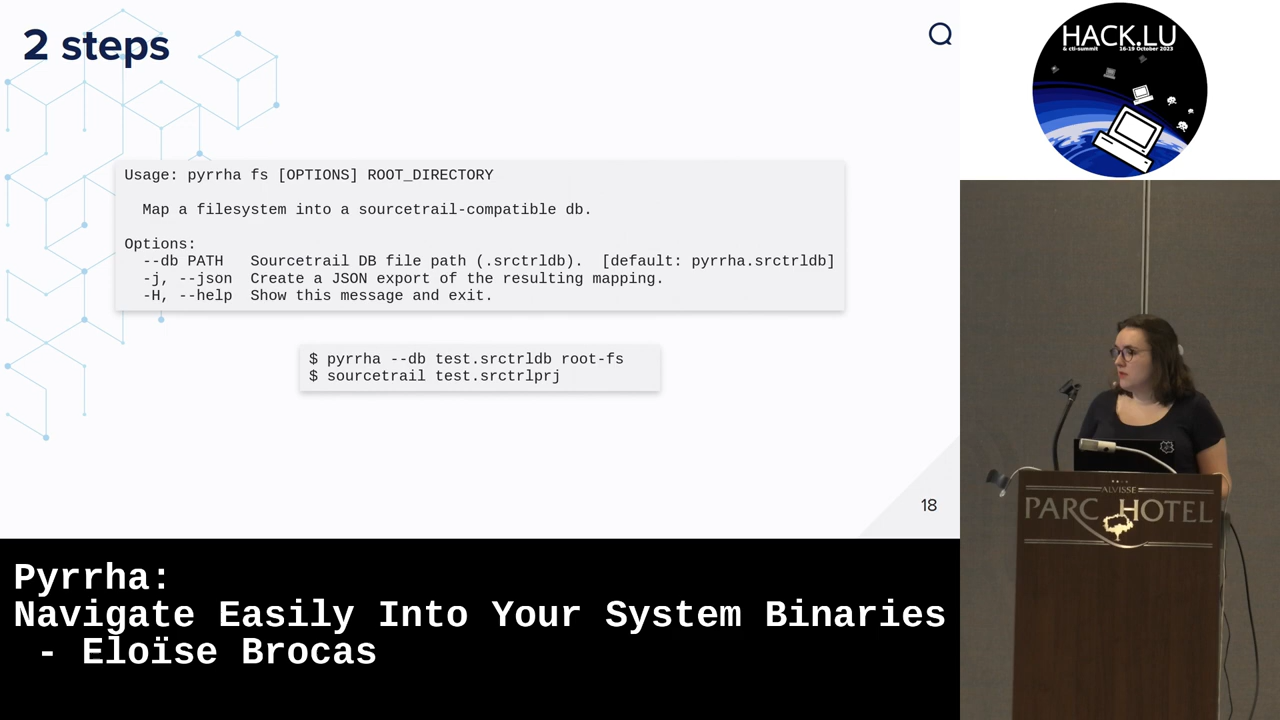 2 steps
Usage: pyrrha fs [OPTIONS] ROOT_DIRECTORY
Map a filesystem into a sourcetrail-compatible db.
Options:
--db PATH   Sourcetrail DB file path (.srctrldb).  [default: pyrrha.srctrldb]
-j, --json  Create a JSON export of the resulting mapping.
-H, --help  Show this message and exit.
$ pyrrha --db test.srctrldb root-fs
$ sourcetrail test.srctrlprj
18
HACK.LU
& cti-summit 16-19 October 2023
ALVISSE
PARC HOTEL
Pyrrha:
Navigate Easily Into Your System Binaries
- Eloïse Brocas